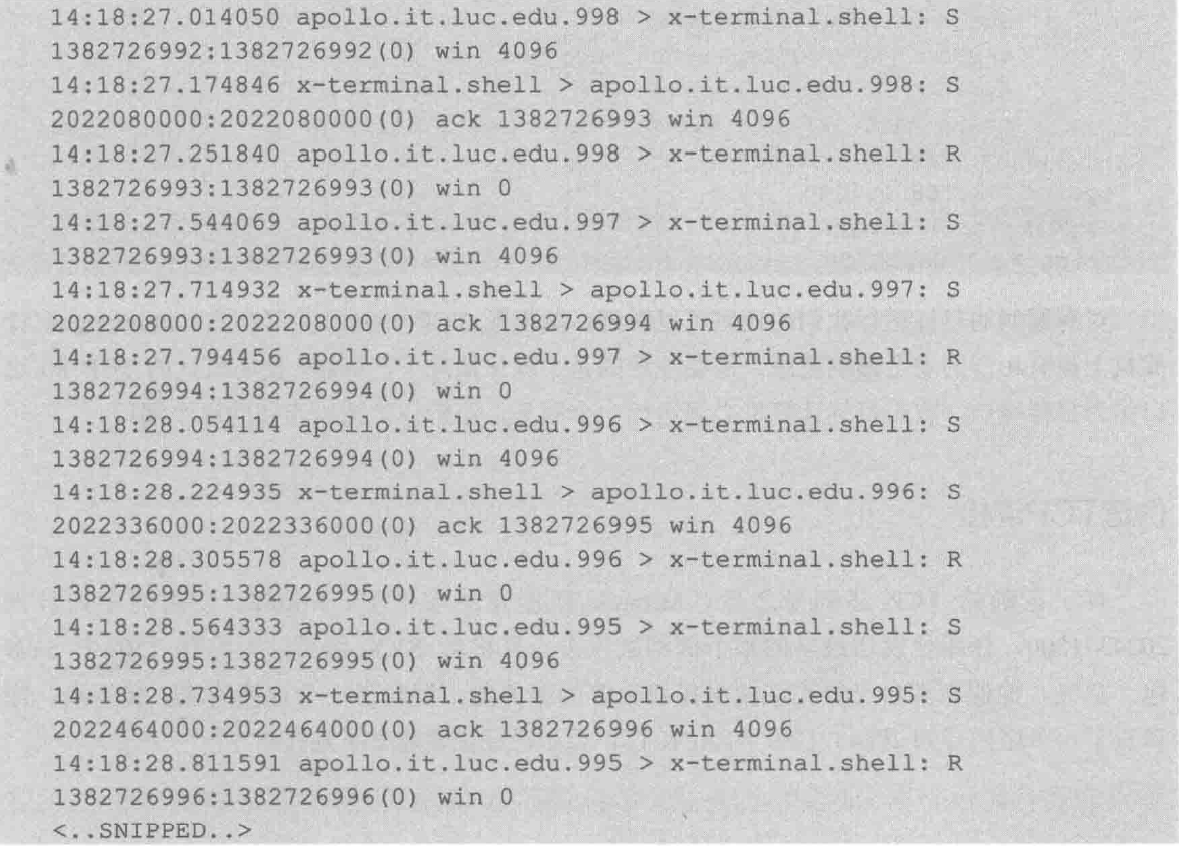 14:18:27.014050 apollo.it.luc.edu.998 > x-terminal.shell: S
1382726992:1382726992(0) win 4096
14:18:27.174846 x-terminal.shell > apollo.it.luc.edu.998: S
2022080000:2022080000(0) ack 1382726993 win 4096
14:18:27.251840 apollo.it.luc.edu.998 > x-terminal.shell: R
1382726993:1382726993(0) win 0
14:18:27.544069 apollo.it.luc.edu.997 > x-terminal.shell: S
1382726993:1382726993(0) win 4096
14:18:27.714932 x-terminal.shell > apollo.it.luc.edu.997: S
2022208000:2022208000(0) ack 1382726994 win 4096
14:18:27.794456 apollo.it.luc.edu.997 > x-terminal.shell: R
1382726994:1382726994(0) win 0
14:18:28.054114 apollo.it.luc.edu.996 > x-terminal.shell: S
1382726994:1382726994(0) win 4096
14:18:28.224935 x-terminal.shell > apollo.it.luc.edu.996: S
2022336000:2022336000(0) ack 1382726995 win 4096
14:18:28.305578 apollo.it.luc.edu.996 > x-terminal.shell: R
1382726995:1382726995(0) win 0
14:18:28.564333 apollo.it.luc.edu.995 > x-terminal.shell: S
1382726995:1382726995(0) win 4096
14:18:28.734953 x-terminal.shell > apollo.it.luc.edu.995: S
2022464000:2022464000(0) ack 1382726996 win 4096
14:18:28.811591 apollo.it.luc.edu.995 > x-terminal.shell: R
1382726996:1382726996(0) win 0
<..SNIPPED..>